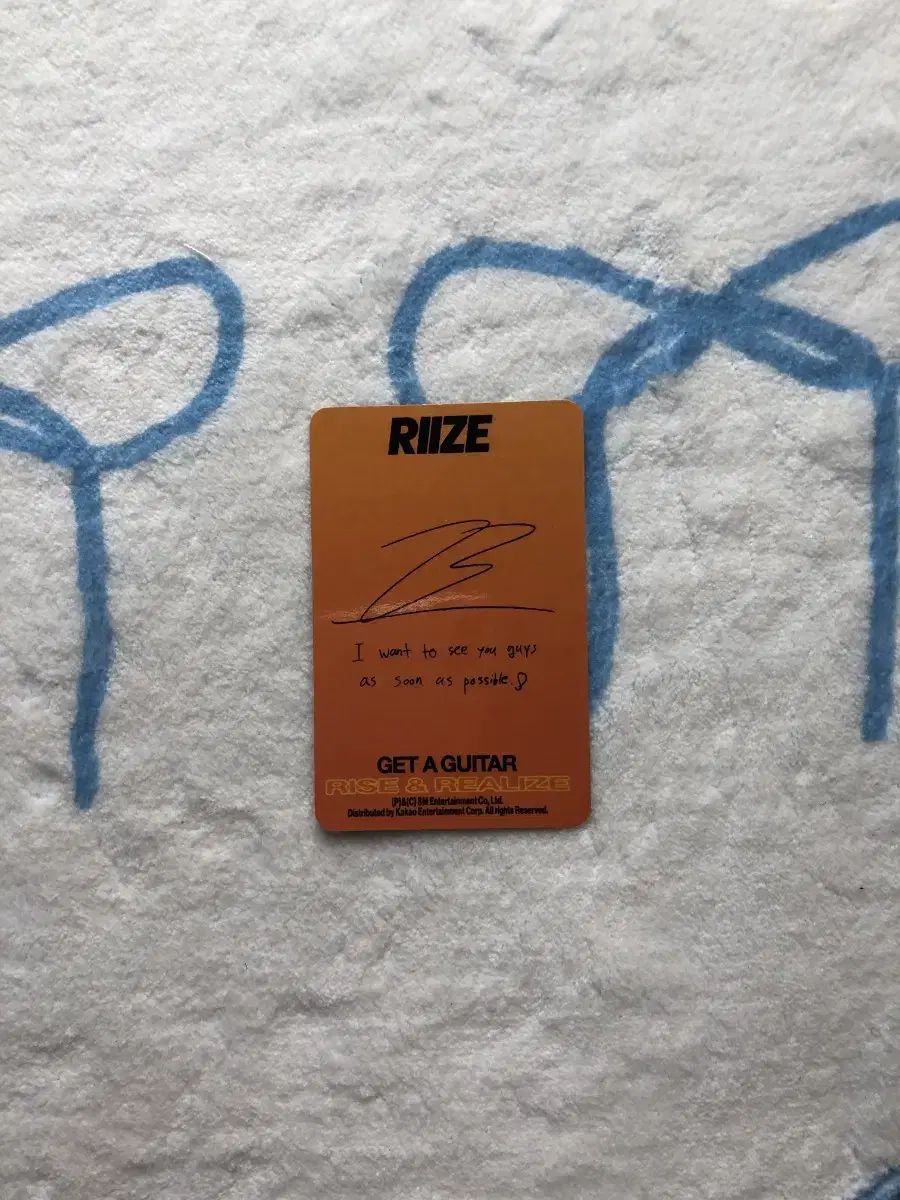 RIIZE
I want to see you guys
as soon as possible.
GET A GUITAR
RISE & REALIZE
(P)&(C) SM Entertainment Co., Ltd.
Distributed by Kakao Entertainment Corp. All rights Reserved.